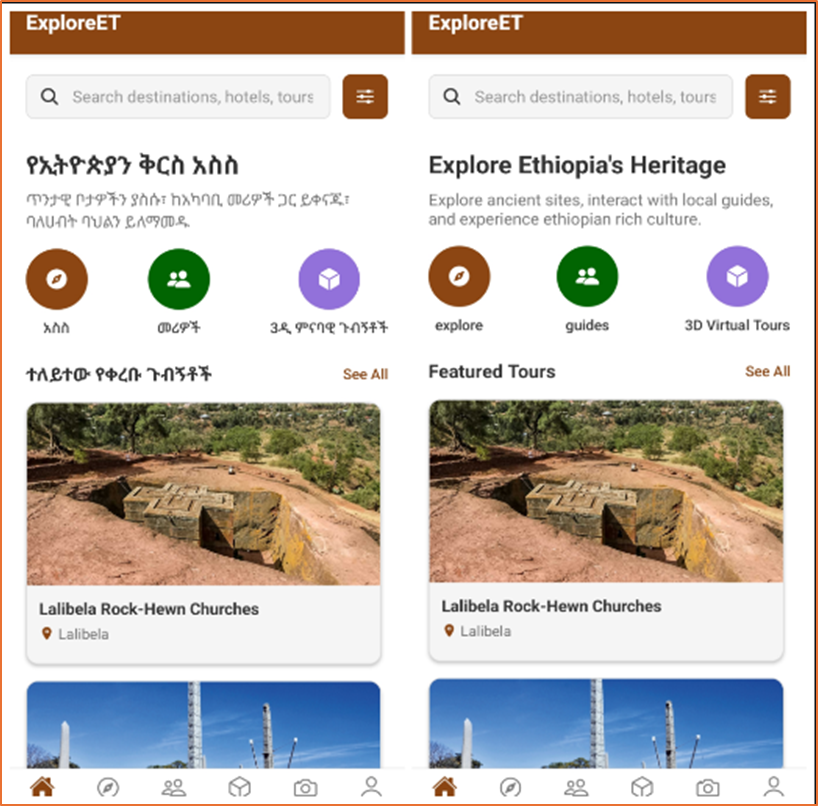 ExploreET
Search destinations, hotels, tours
የኢትዮጵያን ቅርስ አስስ
ጥንታዊ ቦታዎችን ያስሱ፣ ከአካባቢ መሪዎች ጋር ይቀናጁ፣
ባለሀብት ባህልን ይለማመዱ
አስስ
መሪዎች
3ዲ ምናባዊ ጉብኝቶች
ተለይተው የቀረቡ ጉብኝቶች
See All
Lalibela Rock-Hewn Churches
Lalibela
ExploreET
Search destinations, hotels, tours
Explore Ethiopia's Heritage
Explore ancient sites, interact with local guides,
and experience ethiopian rich culture.
explore
guides
3D Virtual Tours
Featured Tours
See All
Lalibela Rock-Hewn Churches
Lalibela